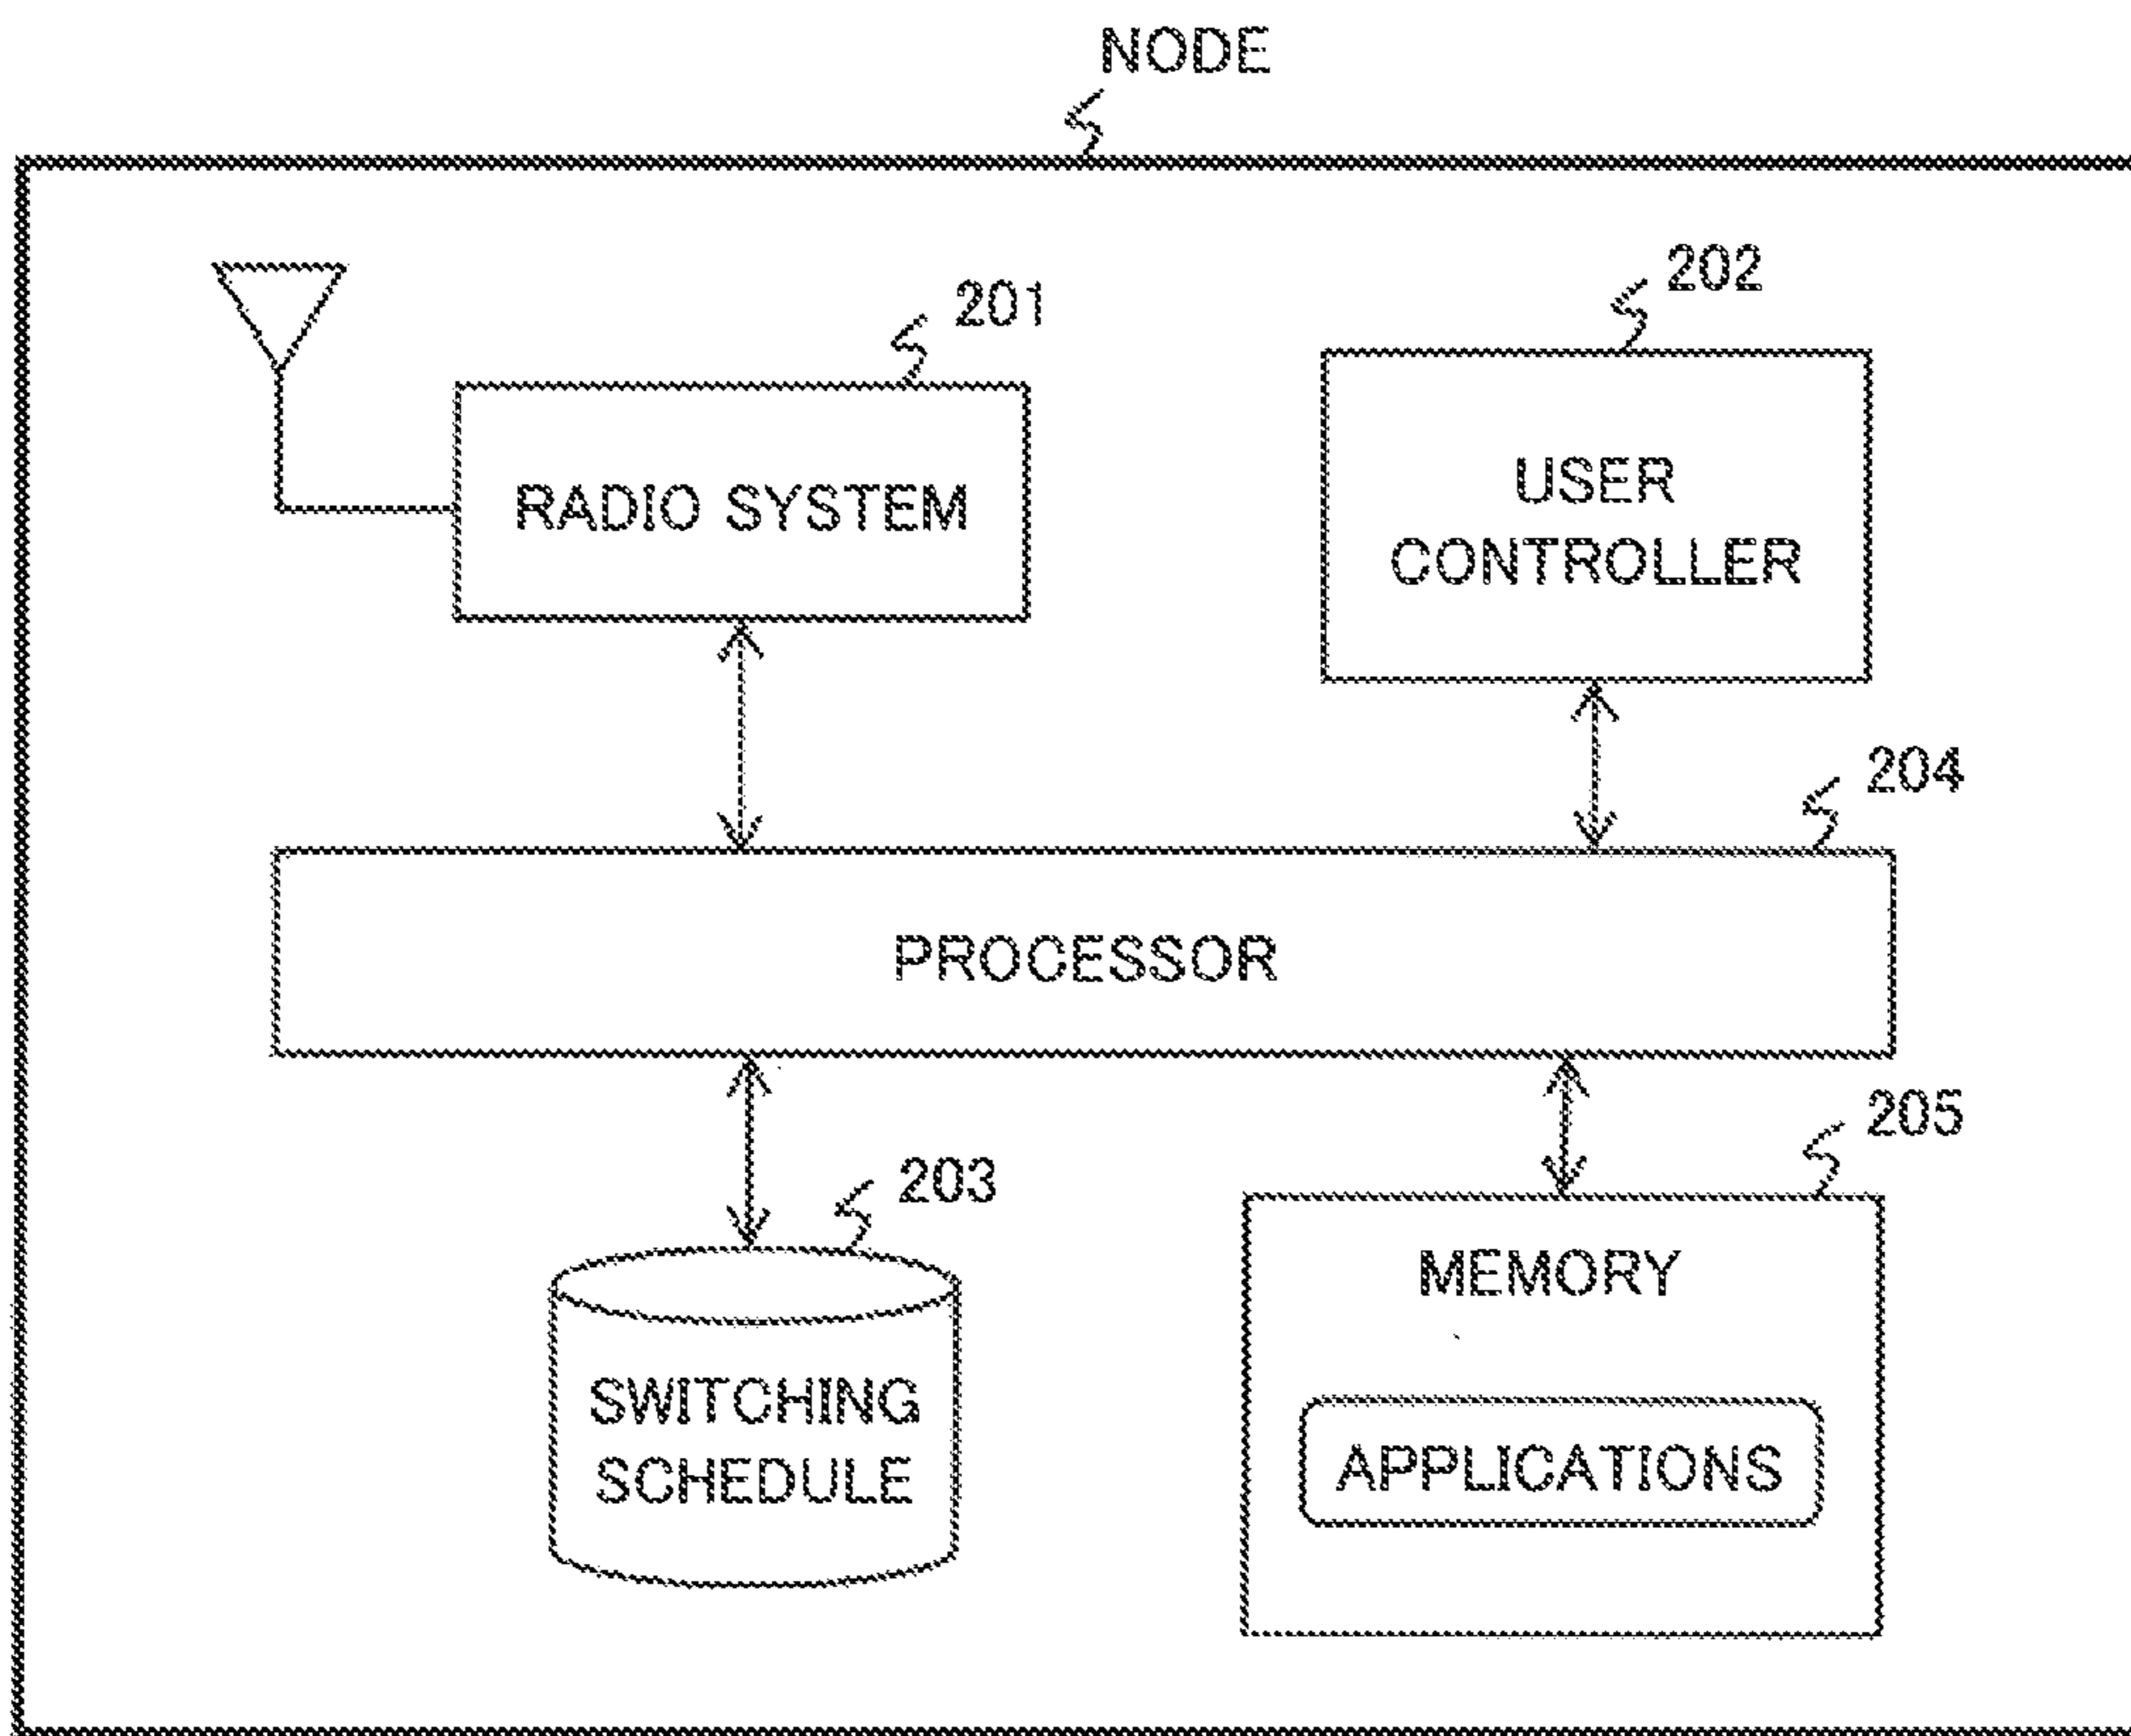 NODE
201
202
RADIO SYSTEM
USER
CONTROLLER
204
PROCESSOR
203
205
SWITCHING
SCHEDULE
MEMORY
APPLICATIONS